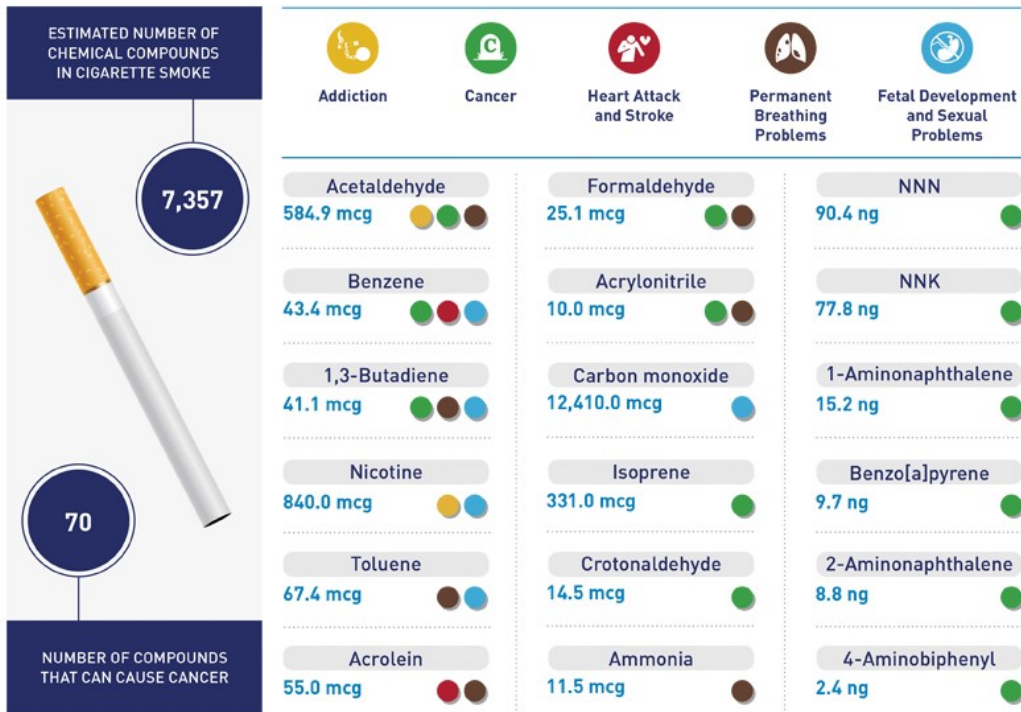 ESTIMATED NUMBER OF
CHEMICAL COMPOUNDS
IN CIGARETTE SMOKE
7,357
70
NUMBER OF COMPOUNDS
THAT CAN CAUSE CANCER
Addiction
C
Cancer
Heart Attack
and Stroke
Permanent
Breathing
Problems
Fetal Development
and Sexual
Problems
Acetaldehyde
584.9 mcg
Benzene
43.4 mcg
1,3-Butadiene
41.1 mcg
Nicotine
840.0 mcg
Toluene
67.4 mcg
Acrolein
55.0 mcg
Formaldehyde
25.1 mcg
Acrylonitrile
10.0 mcg
Carbon monoxide
12,410.0 mcg
Isoprene
331.0 mcg
Crotonaldehyde
14.5 mcg
Ammonia
11.5 mcg
NNN
90.4 ng
NNK
77.8 ng
1-Aminonaphthalene
15.2 ng
Benzo[a]pyrene
9.7 ng
2-Aminonaphthalene
8.8 ng
4-Aminobiphenyl
2.4 ng